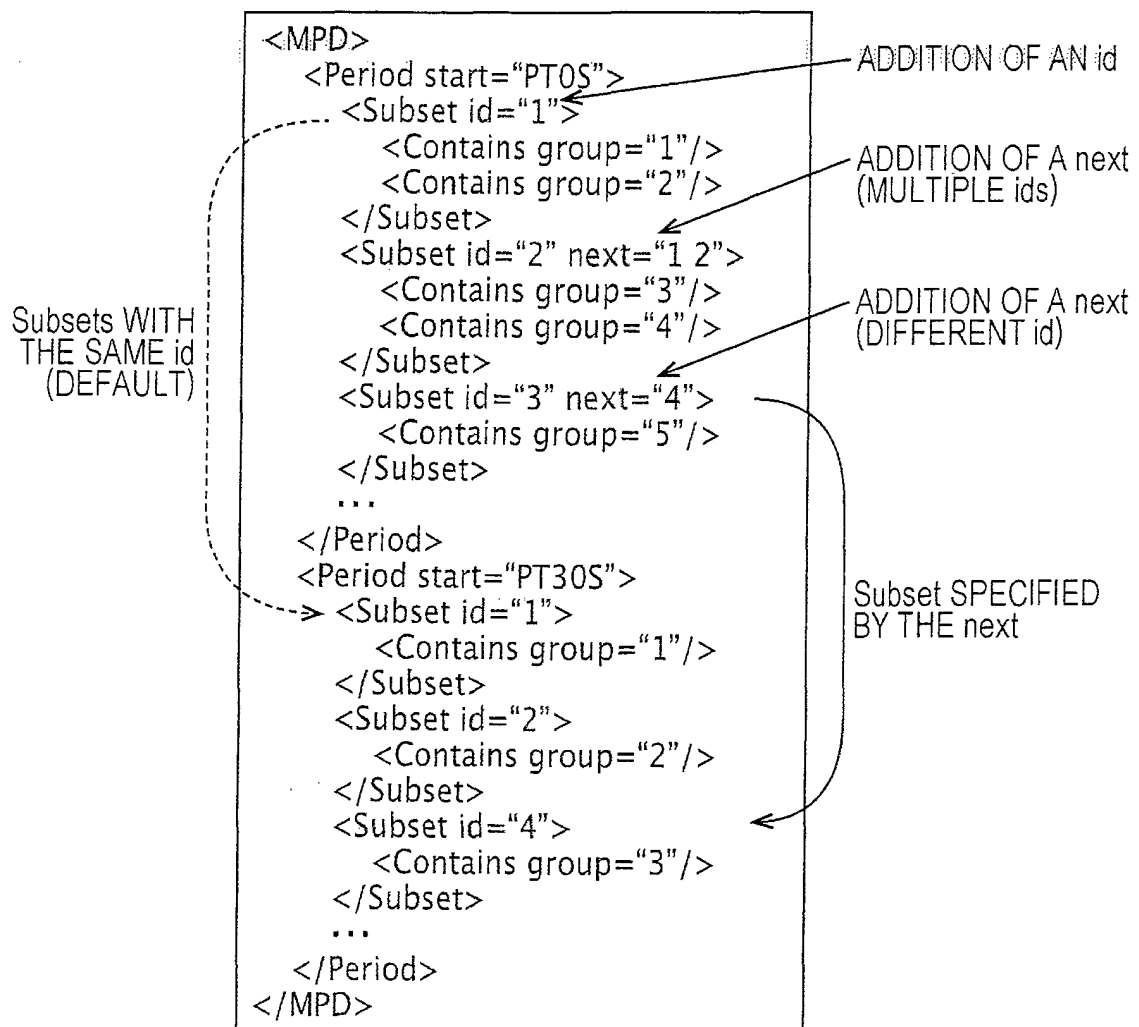 <MPD>
<Period start=“PT0S”>
ADDITION OF AN id
<Subset id=“1”>
<Contains group=“1”/>
<Contains group=“2”/>
ADDITION OF A next
(MULTIPLE ids)
</Subset>
<Subset id=“2” next=“1 2”>
<Contains group=“3”/>
<Contains group=“4”/>
ADDITION OF A next
(DIFFERENT id)
Subsets WITH
THE SAME id
(DEFAULT)
</Subset>
<Subset id=“3” next=“4”>
<Contains group=“5”/>
</Subset>
...
</Period>
<Period start=“PT30S”>
<Subset id=“1”>
Subset SPECIFIED
BY THE next
<Contains group=“1”/>
</Subset>
<Subset id=“2”>
<Contains group=“2”/>
</Subset>
<Subset id=“4”>
<Contains group=“3”/>
</Subset>
...
</Period>
</MPD>